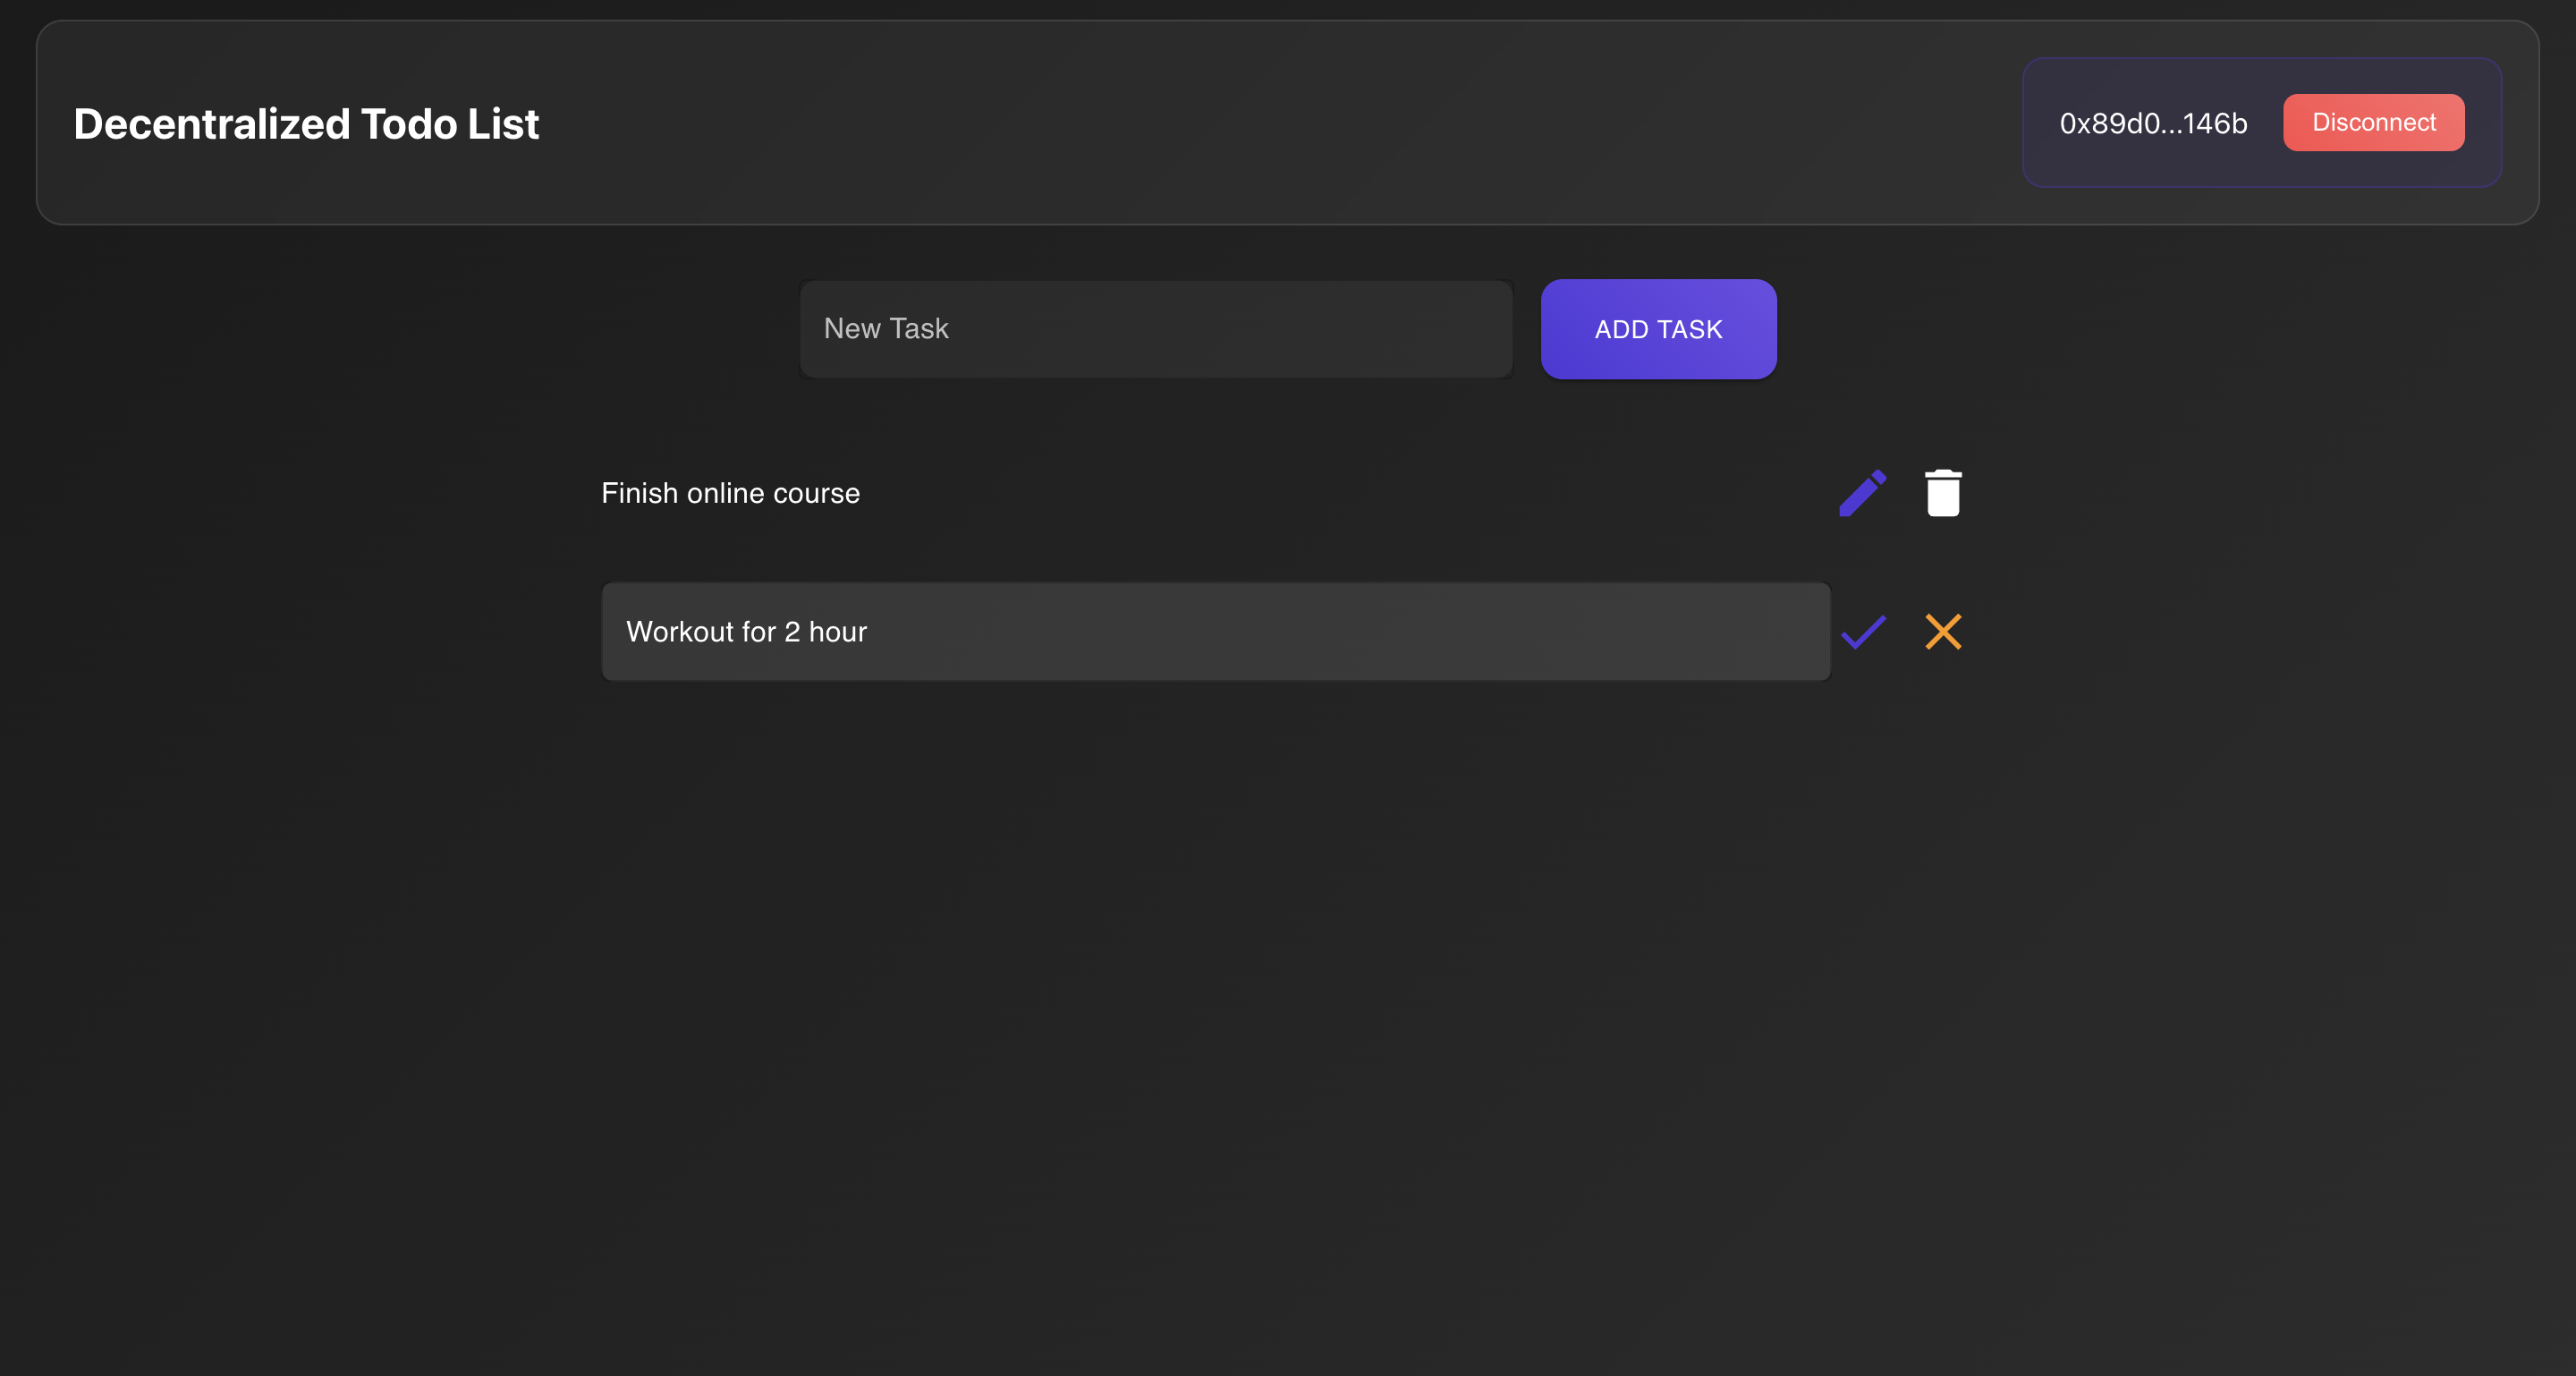 Decentralized Todo List
0x89d0...146b
Disconnect
New Task
ADD TASK
Finish online course
Workout for 2 hour